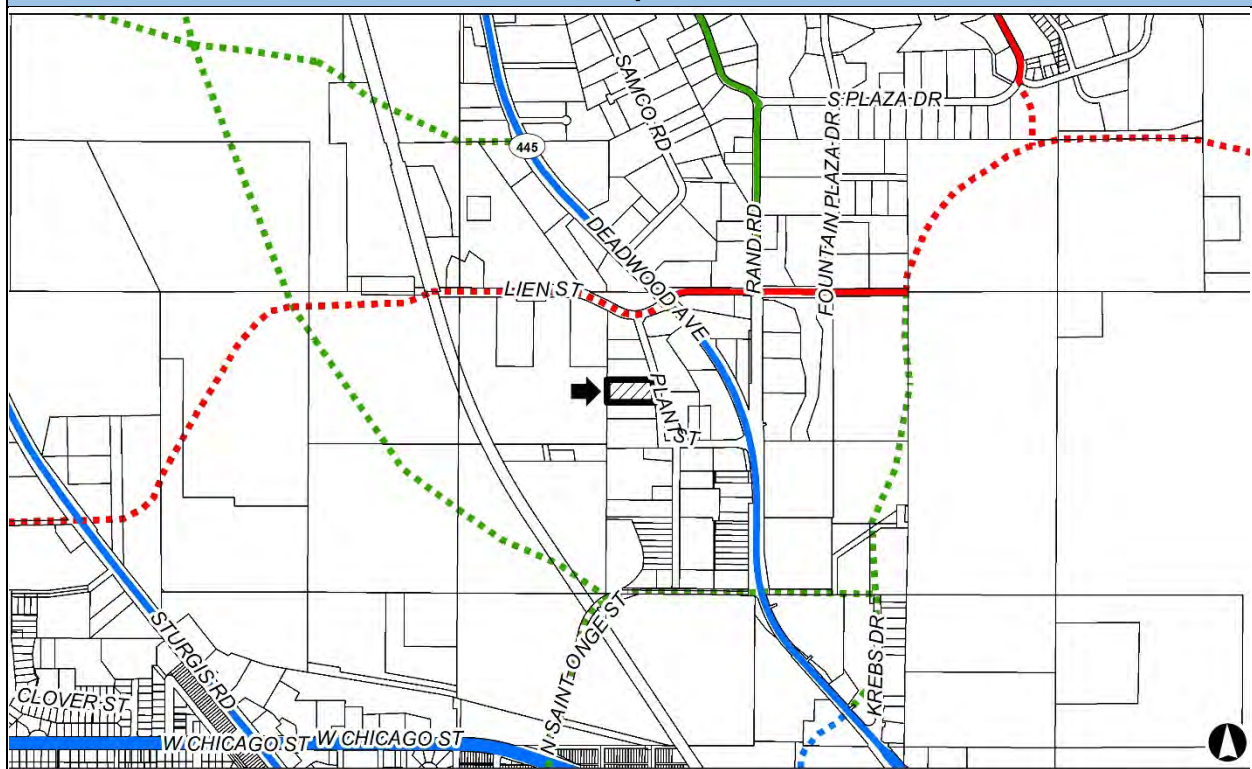 SAMCO RD
S PLAZA DR
FOUNTAIN PLAZA DR
445
DEADWOOD AVE
RAND RD
LIEN ST
PLANT ST
STURGIS RD
N SAINT ONGE ST
KREBS DR
CLOVER ST
W CHICAGO ST
W CHICAGO ST